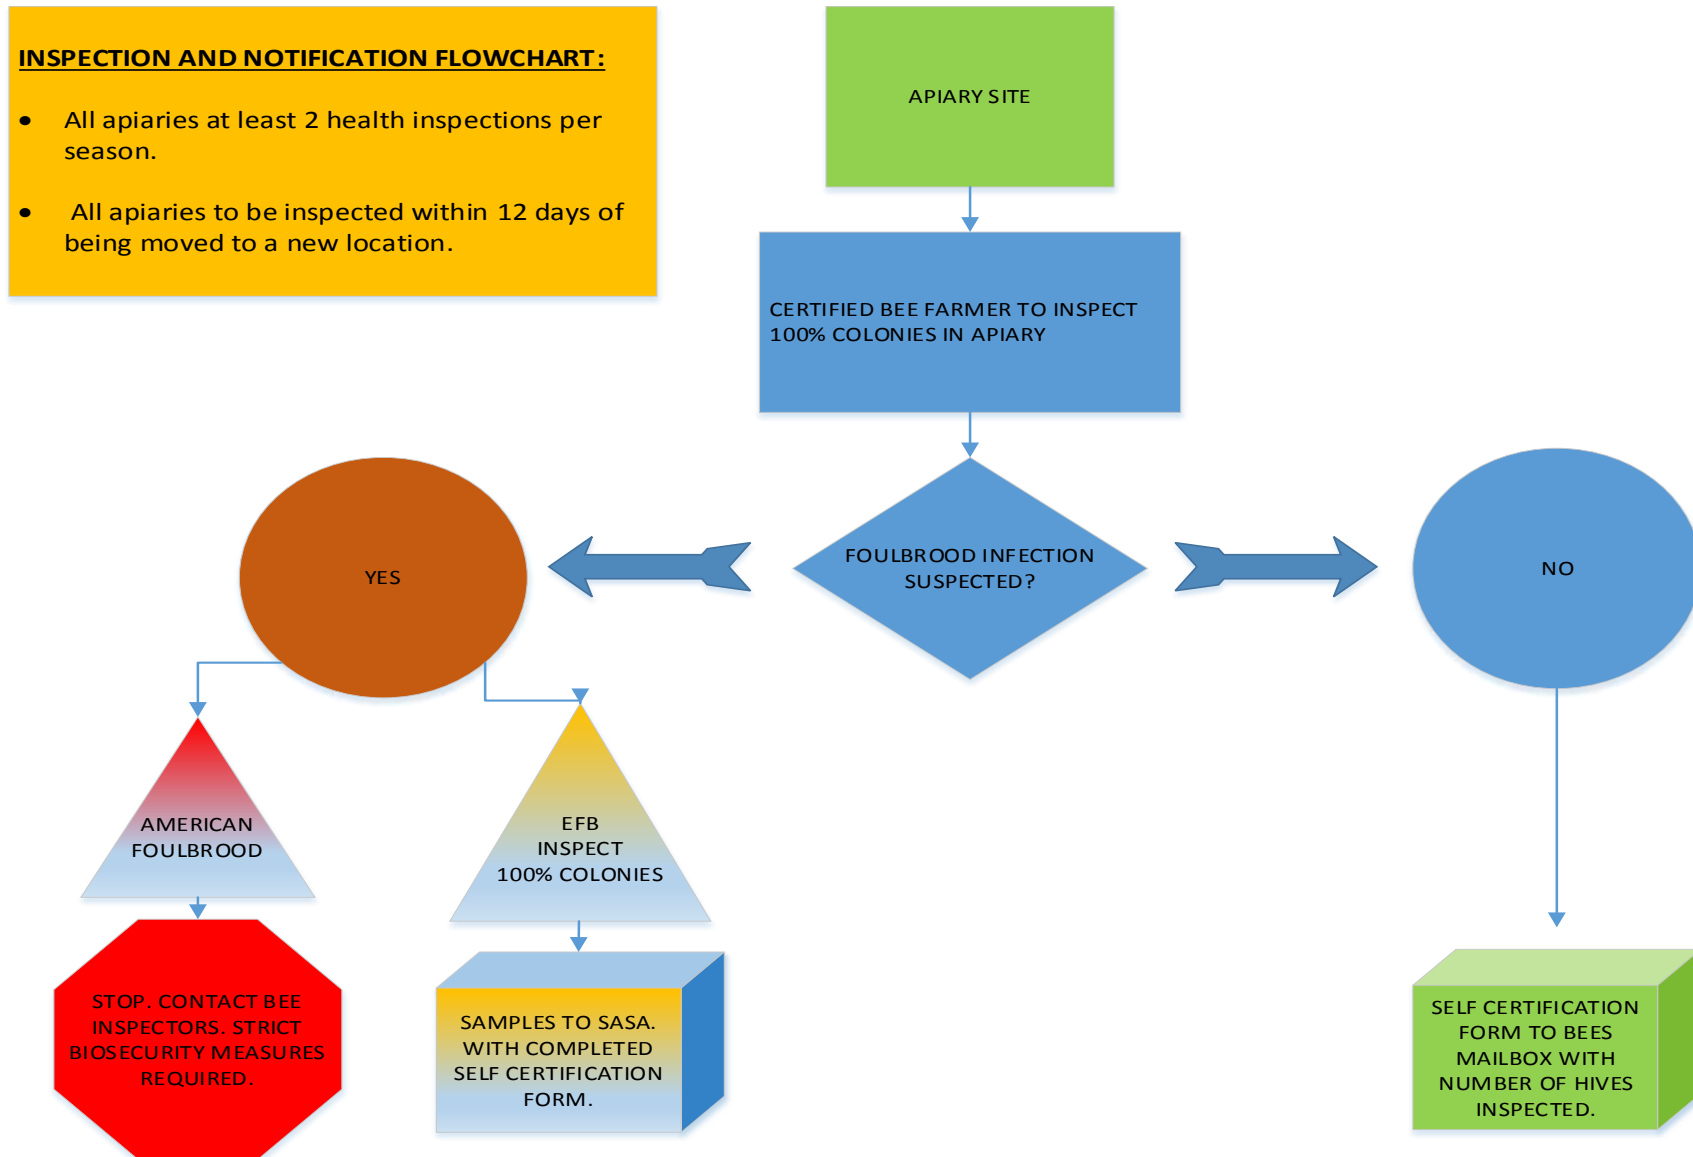 INSPECTION AND NOTIFICATION FLOWCHART:
• All apiaries at least 2 health inspections per
season.
• All apiaries to be inspected within 12 days of
being moved to a new location.
APIARY SITE
CERTIFIED BEE FARMER TO INSPECT
100% COLONIES IN APIARY
FOULBROOD INFECTION
SUSPECTED?
YES
NO
AMERICAN
FOULBROOD
EFB
INSPECT
100% COLONIES
STOP. CONTACT BEE
INSPECTORS. STRICT
BIOSECURITY MEASURES
REQUIRED.
SAMPLES TO SASA.
WITH COMPLETED
SELF CERTIFICATION
FORM.
SELF CERTIFICATION
FORM TO BEES
MAILBOX WITH
NUMBER OF HIVES
INSPECTED.